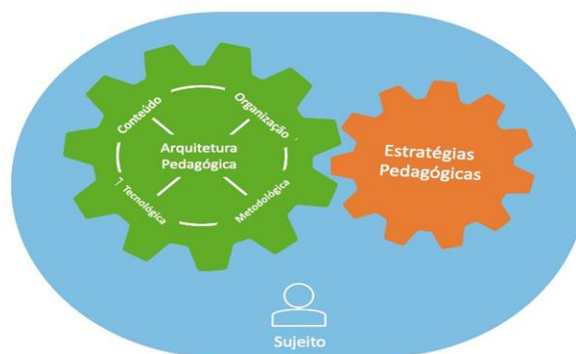 Conteúdo
Organização
Arquitetura
Pedagógica
Tecnológica
Metodológica
Estratégias
Pedagógicas
Sujeito